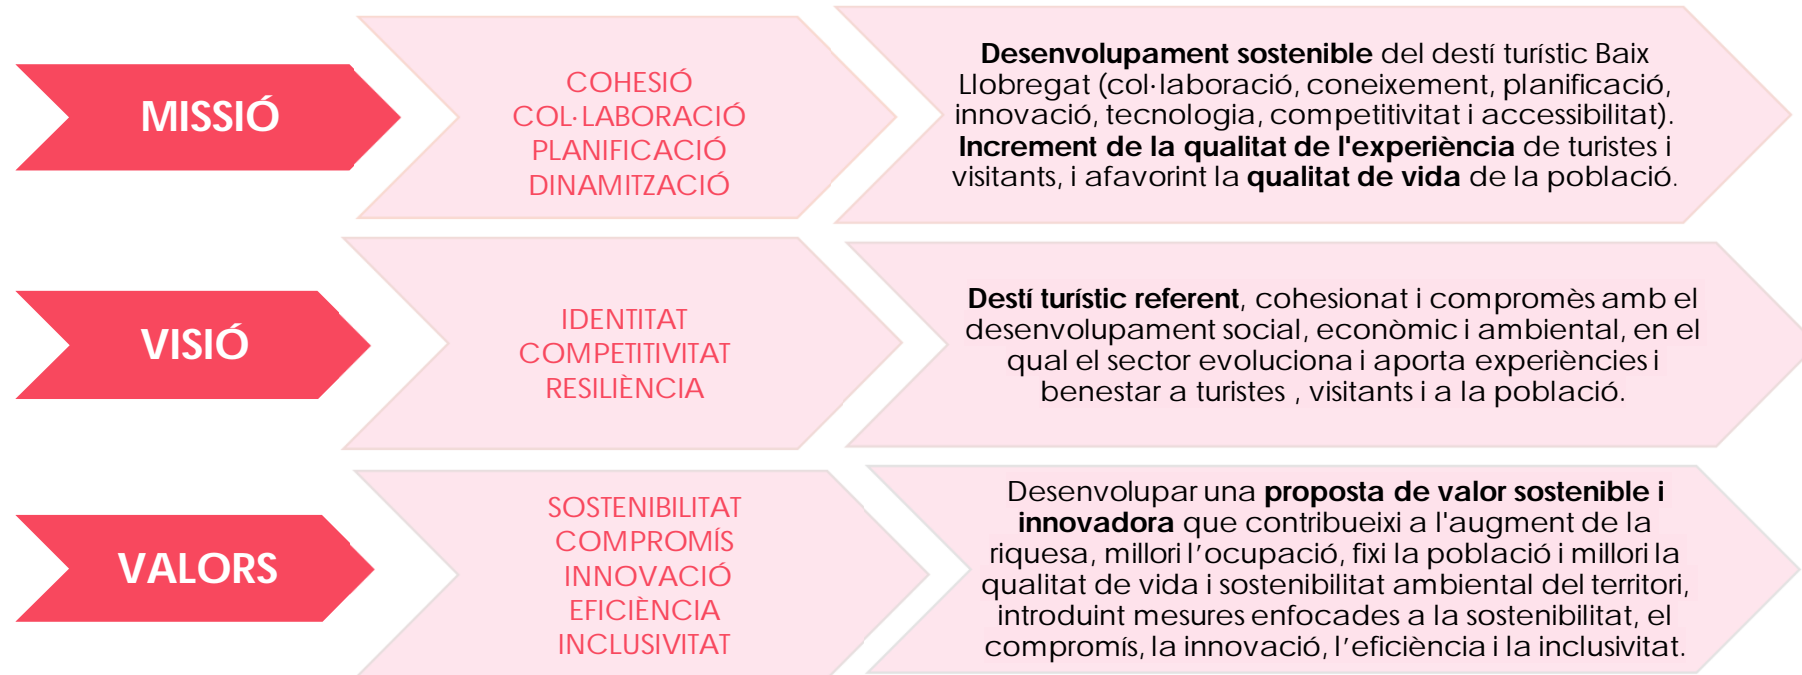 MISSIÓ
COHESIÓ
COL·LABORACIÓ
PLANIFICACIÓ
DINAMITZACIÓ
Desenvolupament sostenible del destí turístic Baix
Llobregat (col·laboració, coneixement, planificació,
innovació, tecnologia, competitivitat i accessibilitat).
Increment de la qualitat de l'experiència de turistes i
visitants, i afavorint la qualitat de vida de la població.
VISIÓ
IDENTITAT
COMPETITIVITAT
RESILIÈNCIA
Destí turístic referent, cohesionat i compromès amb el
desenvolupament social, econòmic i ambiental, en el
qual el sector evoluciona i aporta experiències i
benestar a turistes , visitants i a la població.
VALORS
SOSTENIBILITAT
COMPROMÍS
INNOVACIÓ
EFICIÈNCIA
INCLUSIVITAT
Desenvolupar una proposta de valor sostenible i
innovadora que contribueixi a l'augment de la
riquesa, millori l’ocupació, fixi la població i millori la
qualitat de vida i sostenibilitat ambiental del territori,
introduint mesures enfocades a la sostenibilitat, el
compromís, la innovació, l’eficiència i la inclusivitat.